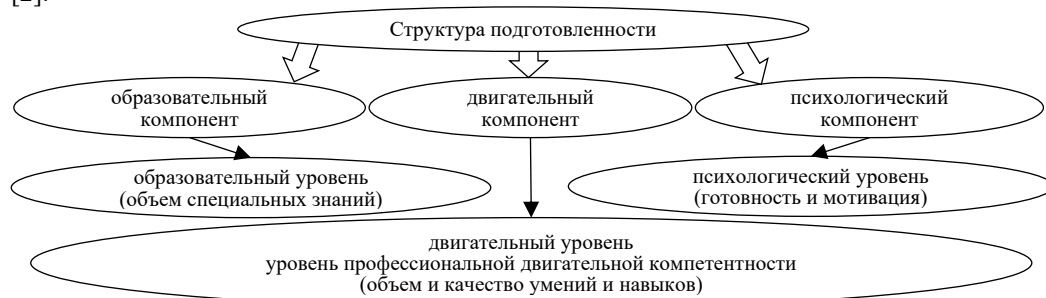 [2].
Структура подготовленности
образовательный
компонент
двигательный
компонент
психологический
компонент
образовательный уровень
(объем специальных знаний)
психологический уровень
(готовность и мотивация)
двигательный уровень
уровень профессиональной двигательной компетентности
(объем и качество умений и навыков)